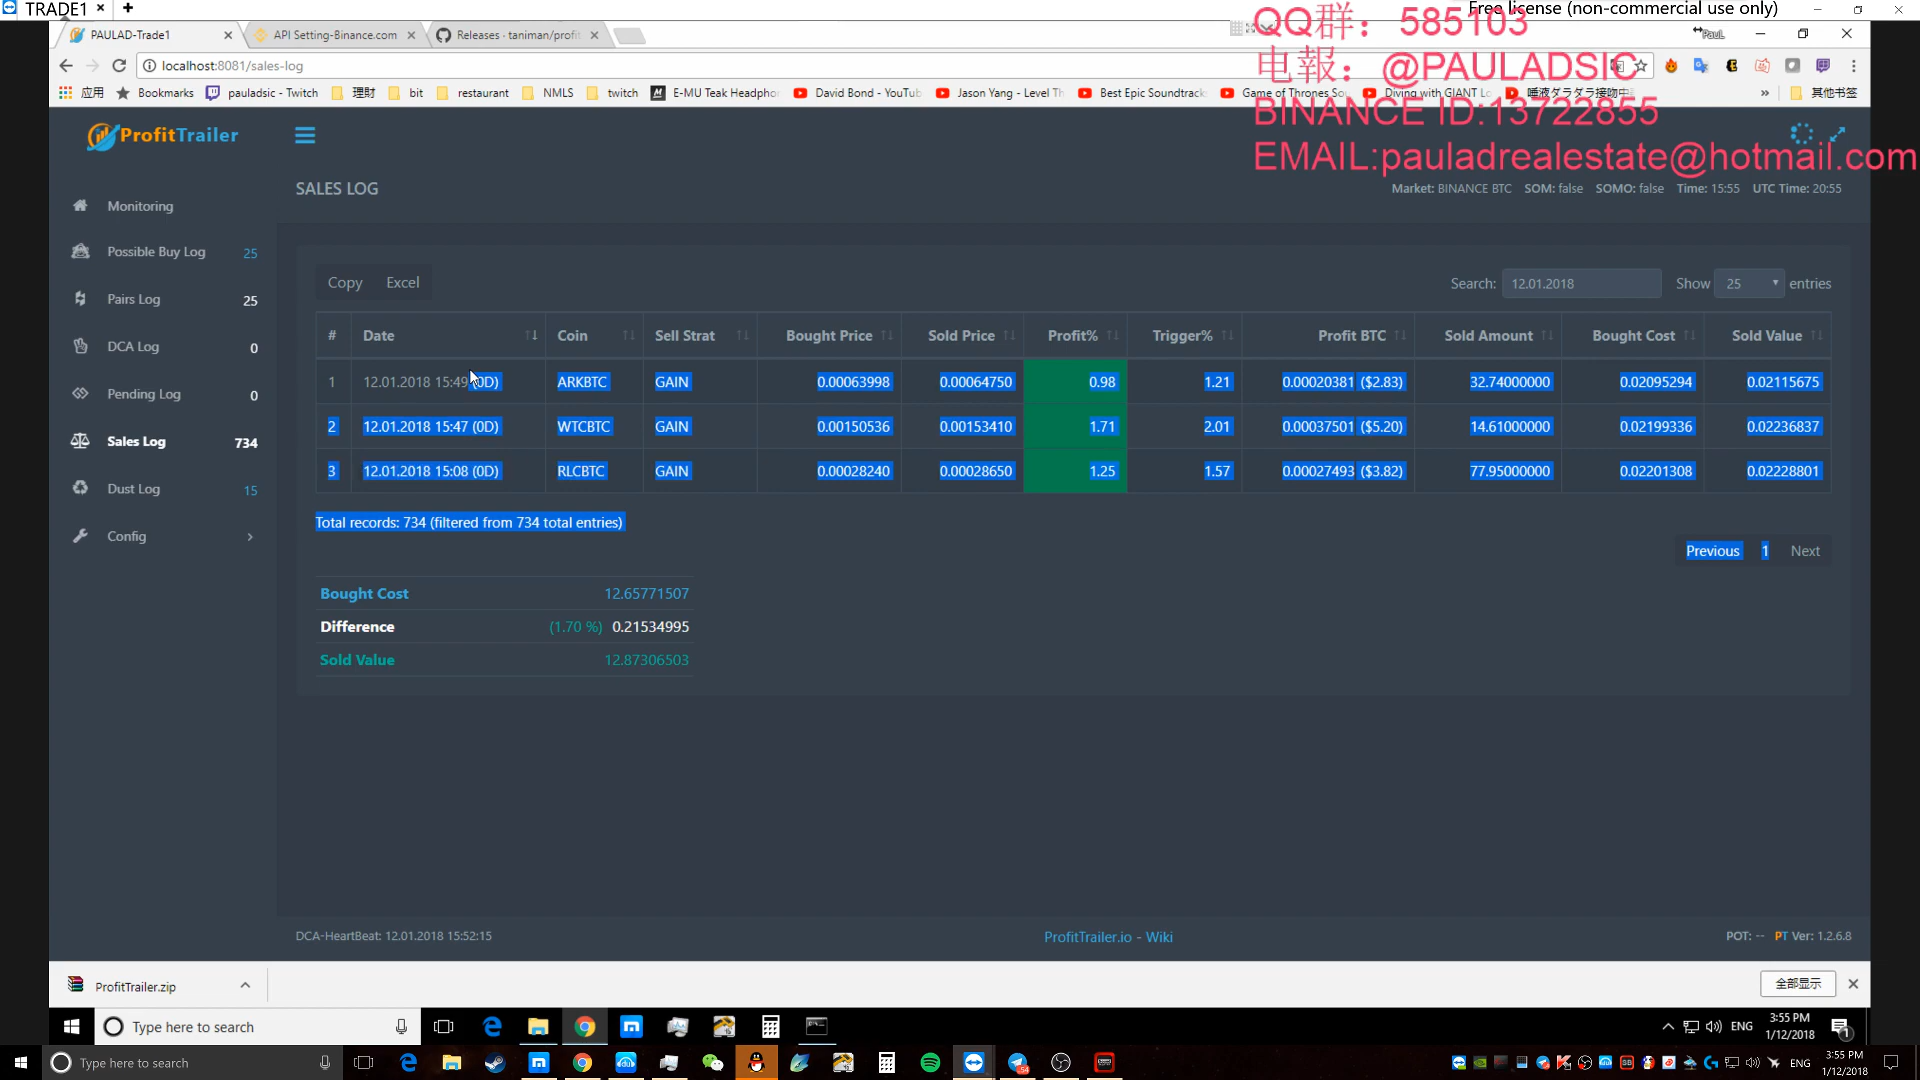 TRADE1
Free license (non-commercial use only)
QQ群: 585103
电報: @PAULADSIC
BINANCE ID:13722855
EMAIL:pauladrealestate@hotmail.com
PAULAD-Trade1
API Setting-Binance.com
Releases · taniman/profit
PauL
localhost:8081/sales-log
应用
Bookmarks
pauladsic - Twitch
理财
bit
restaurant
NMLS
twitch
E-MU Teak Headphon
David Bond - YouTub
Jason Yang - Level Th
Best Epic Soundtrack
Game of Thrones So
Diving with GIANT L
唾液ダラダラ接吻中
其他书签
ProfitTrailer
SALES LOG
Market: BINANCE BTC SOM: false SOMO: false Time: 15:55 UTC Time: 20:55
Monitoring
Possible Buy Log 25
Pairs Log 25
DCA Log 0
Pending Log 0
Sales Log 734
Dust Log 15
Config
Copy Excel
Search: 12.01.2018 Show 25 entries
# Date Coin Sell Strat Bought Price Sold Price Profit% Trigger% Profit BTC Sold Amount Bought Cost Sold Value
1 12.01.2018 15:49 (0D) ARKBTC GAIN 0.00063998 0.00064750 0.98 1.21 0.00020381 ($2.83) 32.74000000 0.02095294 0.02115675
2 12.01.2018 15:47 (0D) WTCBTC GAIN 0.00150536 0.00153410 1.71 2.01 0.00037501 ($5.20) 14.61000000 0.02199336 0.02236837
3 12.01.2018 15:08 (0D) RLCBTC GAIN 0.00028240 0.00028650 1.25 1.57 0.00027493 ($3.82) 77.95000000 0.02201308 0.02228801
Total records: 734 (filtered from 734 total entries)
Previous 1 Next
Bought Cost 12.65771507
Difference (1.70 %) 0.21534995
Sold Value 12.87306503
DCA-HeartBeat: 12.01.2018 15:52:15
ProfitTrailer.io - Wiki
POT: -- PT Ver: 1.2.6.8
ProfitTrailer.zip
全部显示
Type here to search
ENG
3:55 PM
1/12/2018
Type here to search
ENG
3:55 PM
1/12/2018